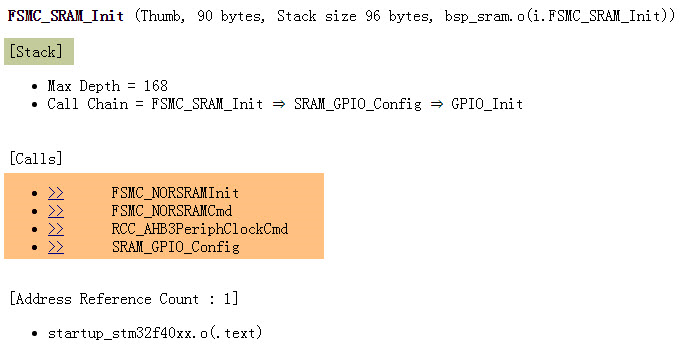 FSMC_SRAM_Init (Thumb, 90 bytes, Stack size 96 bytes, bsp_sram.o(i.FSMC_SRAM_Init))
[Stack]
• Max Depth = 168
• Call Chain = FSMC_SRAM_Init ⇒ SRAM_GPIO_Config ⇒ GPIO_Init
[Calls]
• >> FSMC_NORSRAMInit
• >> FSMC_NORSRAMCmd
• >> RCC_AHB3PeriphClockCmd
• >> SRAM_GPIO_Config
[Address Reference Count : 1]
• startup_stm32f40xx.o(.text)